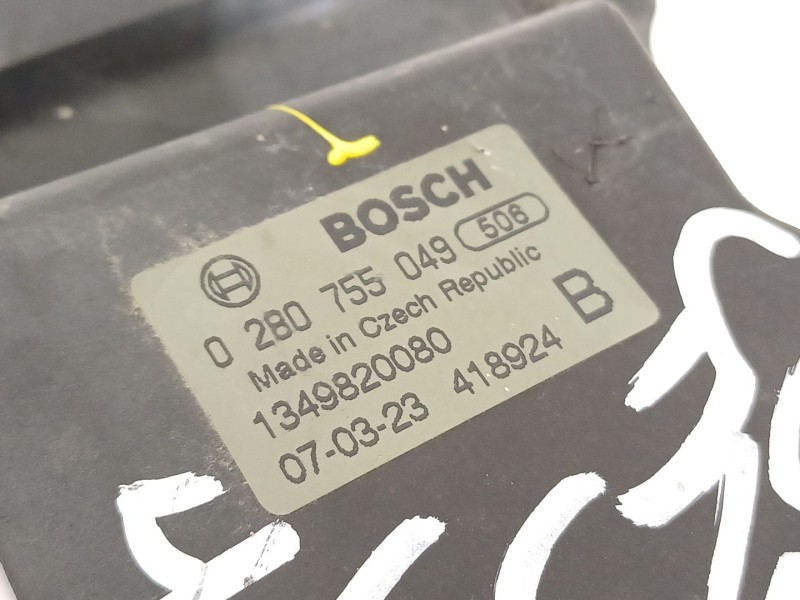 BOSCH
0 280 755 049 506
Made in Czech Republic
1349820080 B
07-03-23 418924